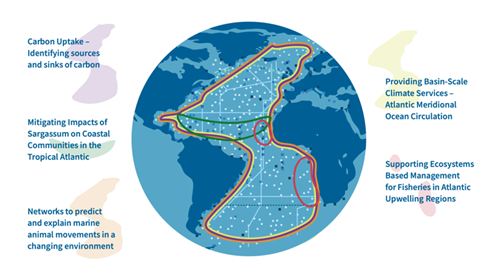 Carbon Uptake –
Identifying sources
and sinks of carbon
Mitigating Impacts of
Sargassum on Coastal
Communities in the
Tropical Atlantic
Networks to predict
and explain marine
animal movements in a
changing environment
Providing Basin-Scale
Climate Services –
Atlantic Meridional
Ocean Circulation
Supporting Ecosystems
Based Management
for Fisheries in Atlantic
Upwelling Regions